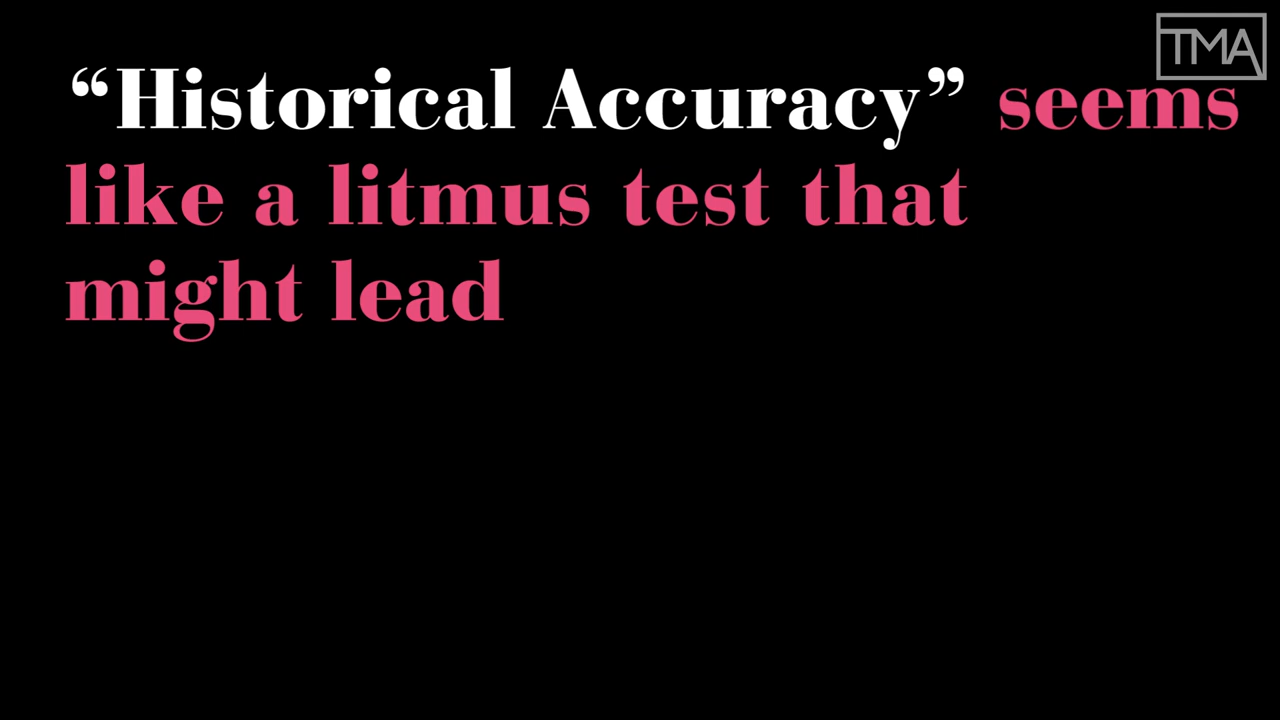 TMA
“Historical Accuracy” seems
like a litmus test that
might lead